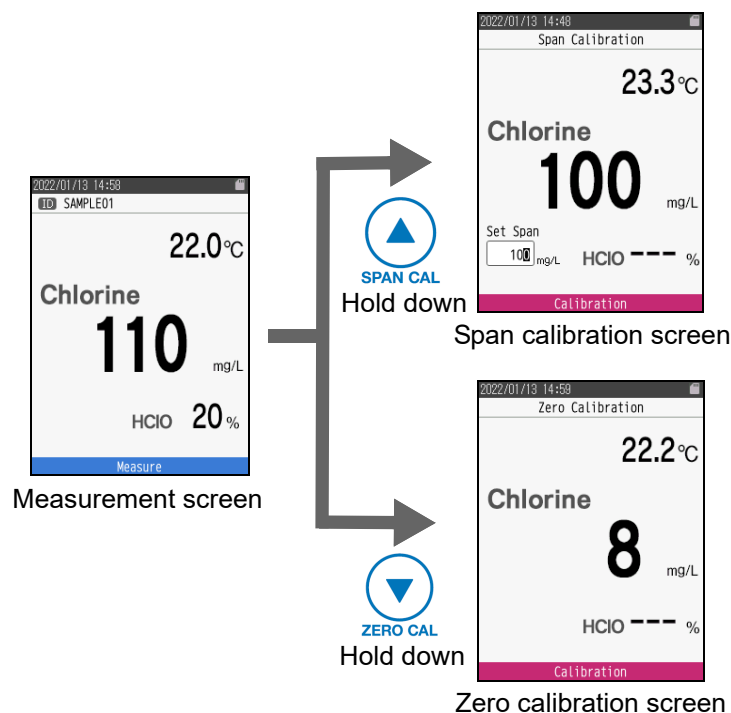 2022/01/13 14:58
ID SAMPLE01
22.0℃
Chlorine
110 mg/L
HClO 20 %
Measure
Measurement screen
SPAN CAL
Hold down
2022/01/13 14:48
Span Calibration
23.3℃
Chlorine
100 mg/L
Set Span
100 mg/L HClO --- %
Calibration
Span calibration screen
ZERO CAL
Hold down
2022/01/13 14:59
Zero Calibration
22.2℃
Chlorine
8 mg/L
HClO --- %
Calibration
Zero calibration screen